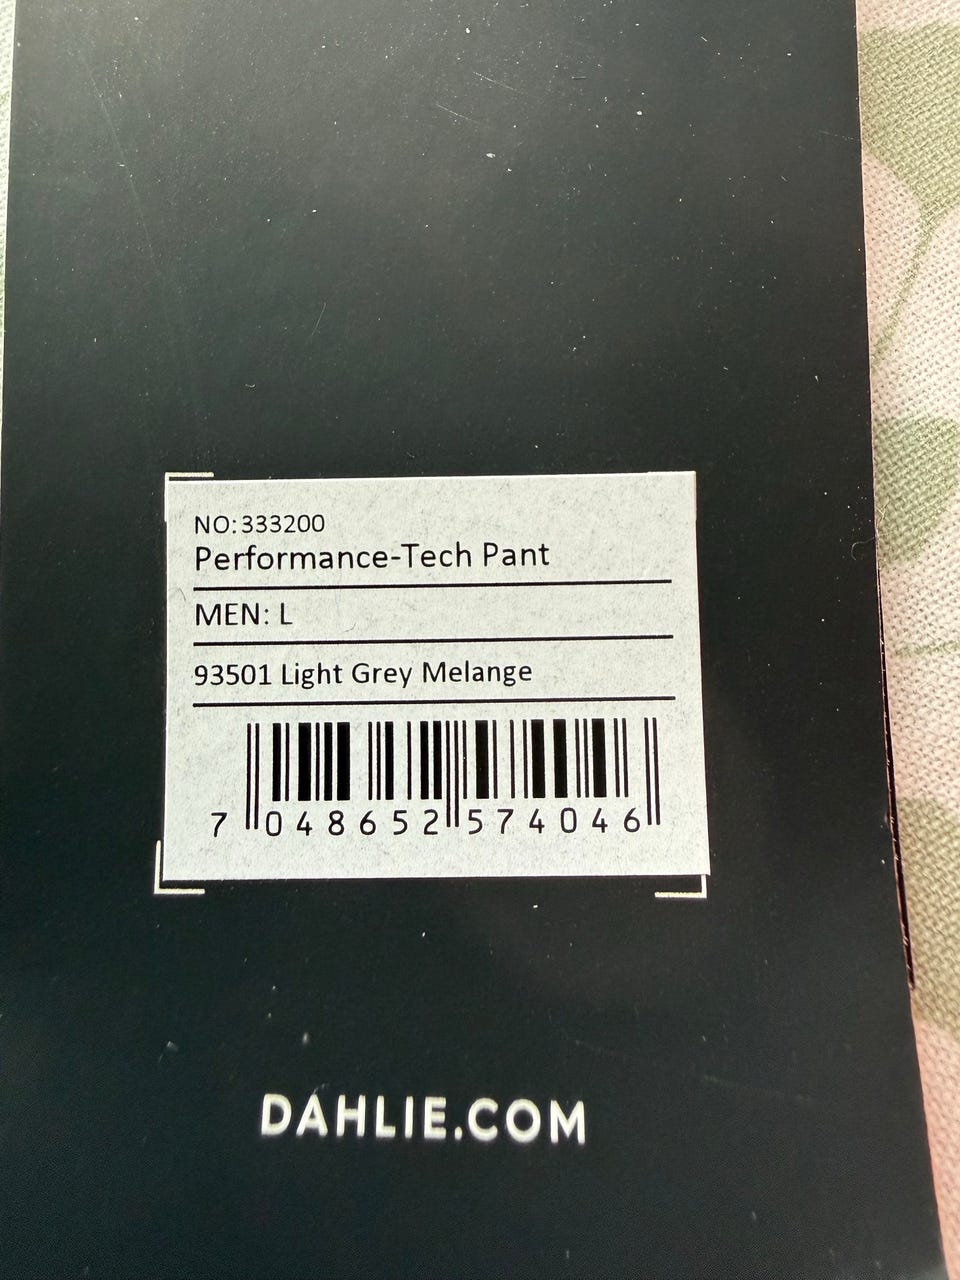 NO:333200
Performance-Tech Pant
MEN: L
93501 Light Grey Melange
7 048652 574046
DAHLIE.COM